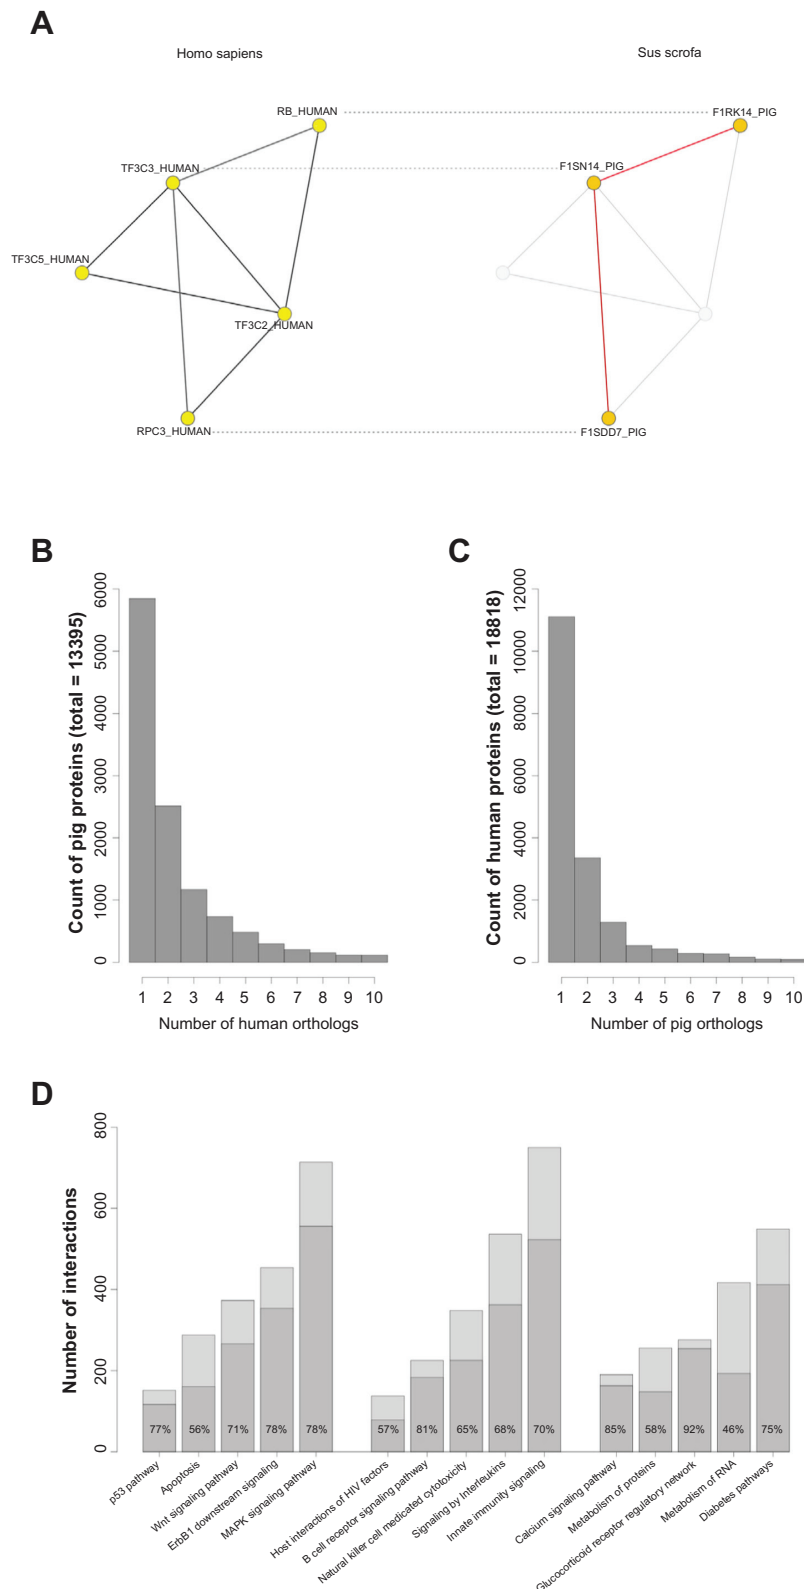 A
Homo sapiens
Sus scrofa
RB_HUMAN
F1RK14_PIG
TF3C3_HUMAN
F1SN14_PIG
TF3C5_HUMAN
TF3C2_HUMAN
RPC3_HUMAN
F1SDD7_PIG
B
Count of pig proteins (total = 13395)
6000
5000
4000
3000
2000
1000
0
1 2 3 4 5 6 7 8 9 10
Number of human orthologs
C
Count of human proteins (total = 18818)
12000
10000
8000
6000
4000
2000
0
1 2 3 4 5 6 7 8 9 10
Number of pig orthologs
D
Number of interactions
800
600
400
200
0
77% 56% 71% 78% 78% 57% 81% 65% 68% 70% 85% 58% 92% 46% 75%
p53 pathway
Apoptosis
Wnt signaling pathway
ErbB1 downstream signaling
MAPK signaling pathway
Host interactions of HIV factors
B cell receptor signaling pathway
Natural killer cell medicated cytotoxicity
Signaling by Interleukins
Innate immunity signaling
Calcium signaling pathway
Metabolism of proteins
Glucocorticoid receptor regulatory network
Metabolism of RNA
Diabetes pathways